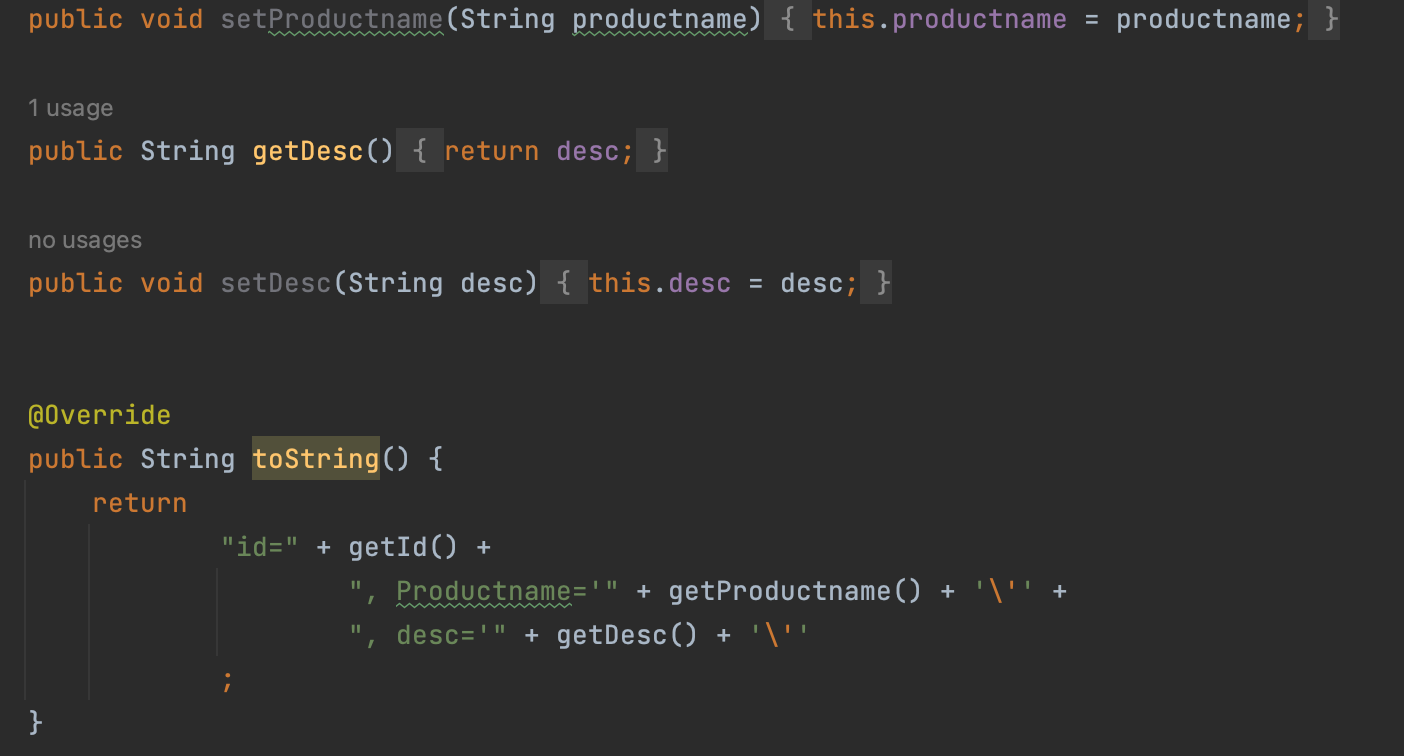 public void setProductname(String productname) { this.productname = productname; }
1 usage
public String getDesc() { return desc; }
no usages
public void setDesc(String desc) { this.desc = desc; }
@Override
public String toString() {
return
"id=" + getId() +
", Productname='" + getProductname() + '\'' +
", desc='" + getDesc() + '\''
;
}